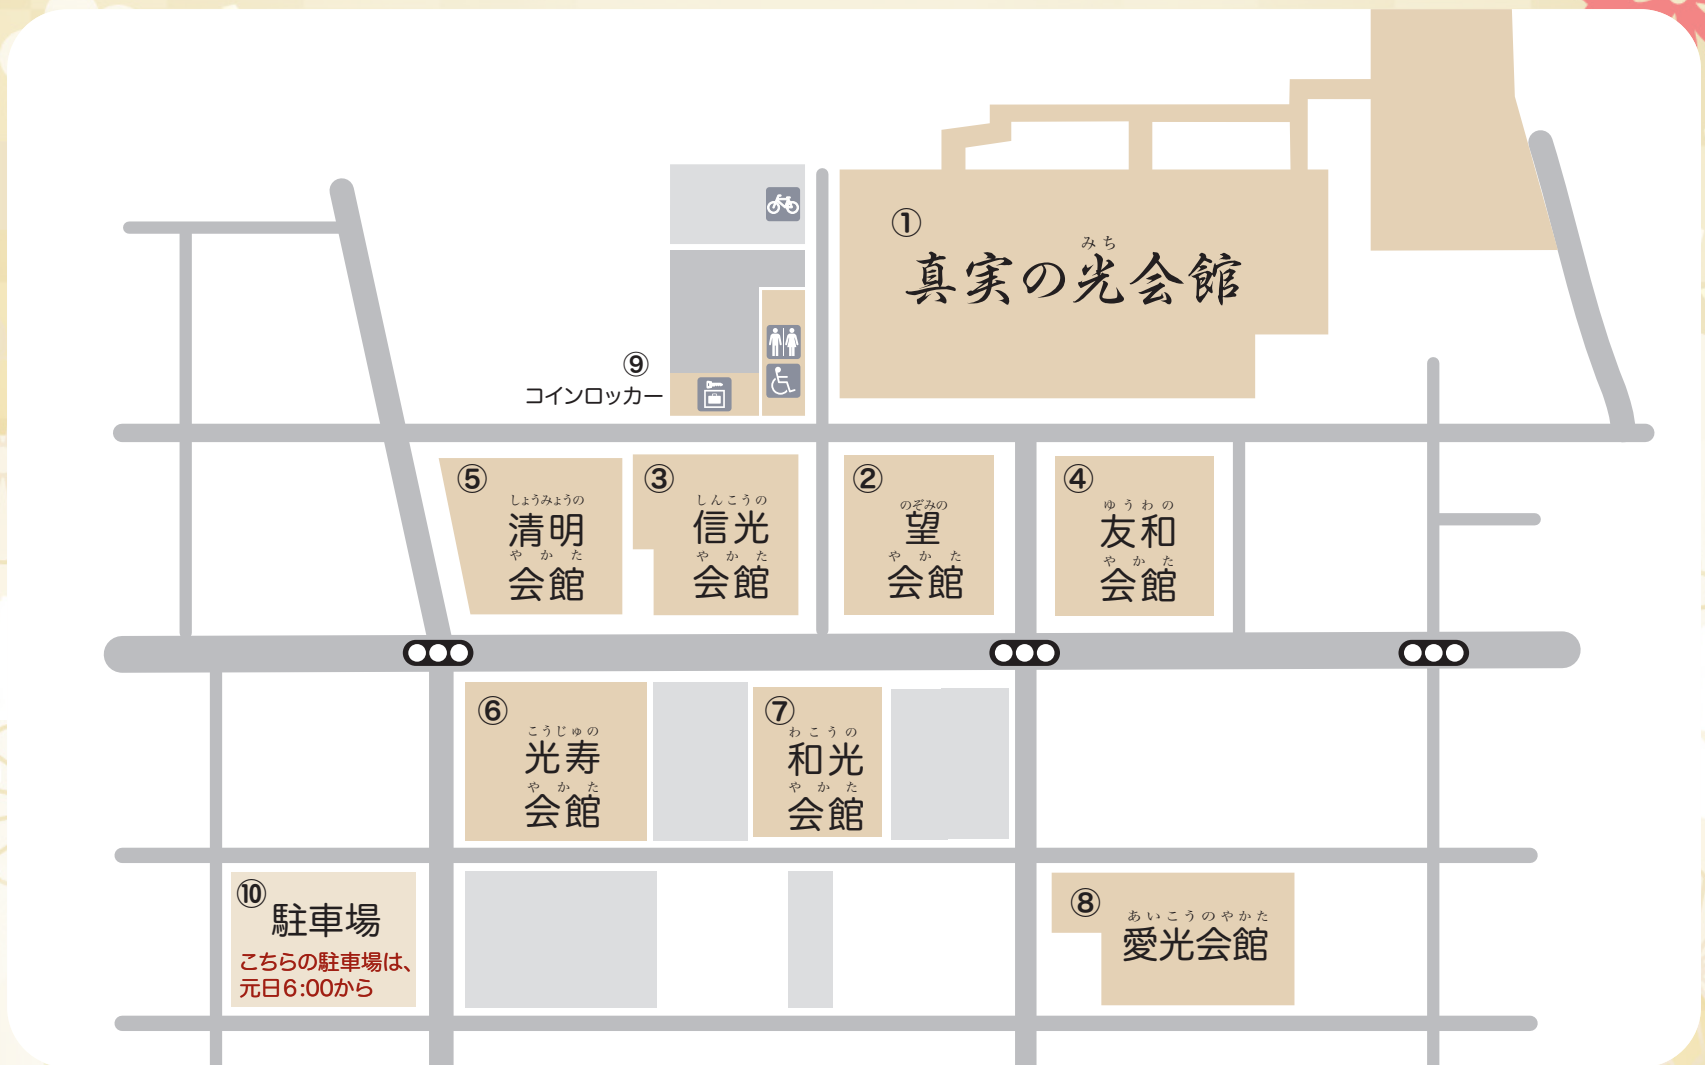 ①
みち
真実の光会館
⑨
コインロッカー
⑤
しょうみょうの
清明
やかた
会館
③
しんこうの
信光
やかた
会館
②
のぞみの
望
やかた
会館
④
ゆうわの
友和
やかた
会館
⑥
こうじゅの
光寿
やかた
会館
⑦
わこうの
和光
やかた
会館
⑩
駐車場
こちらの駐車場は、
元日6:00から
⑧
あいこうのやかた
愛光会館